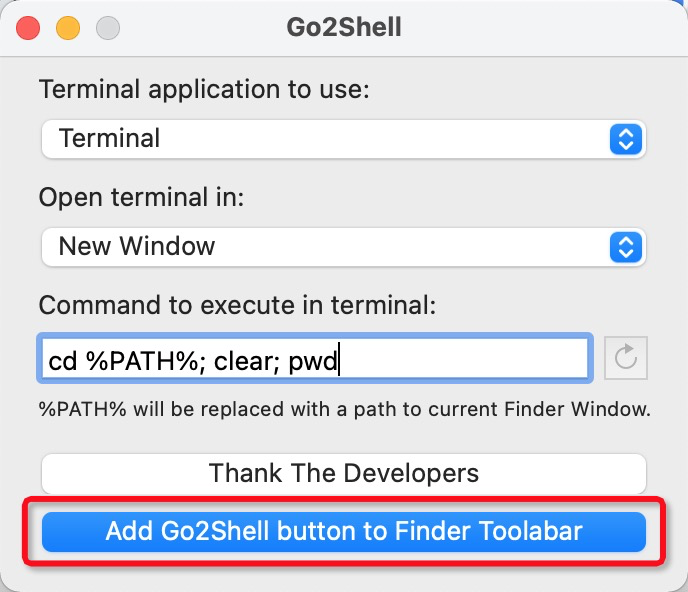 Go2Shell
Terminal application to use:
Terminal
Open terminal in:
New Window
Command to execute in terminal:
cd %PATH%; clear; pwd
%PATH% will be replaced with a path to current Finder Window.
Thank The Developers
Add Go2Shell button to Finder Toolabar